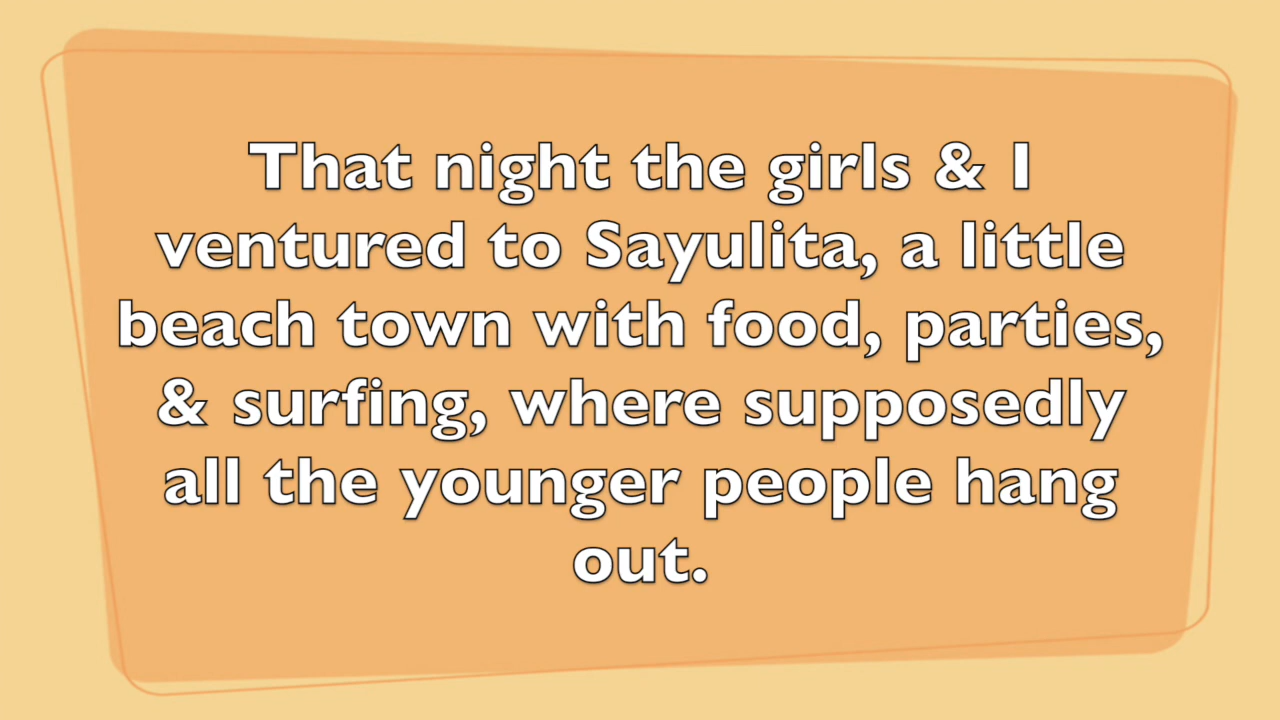 That night the girls & I
ventured to Sayulita, a little
beach town with food, parties,
& surfing, where supposedly
all the younger people hang
out.